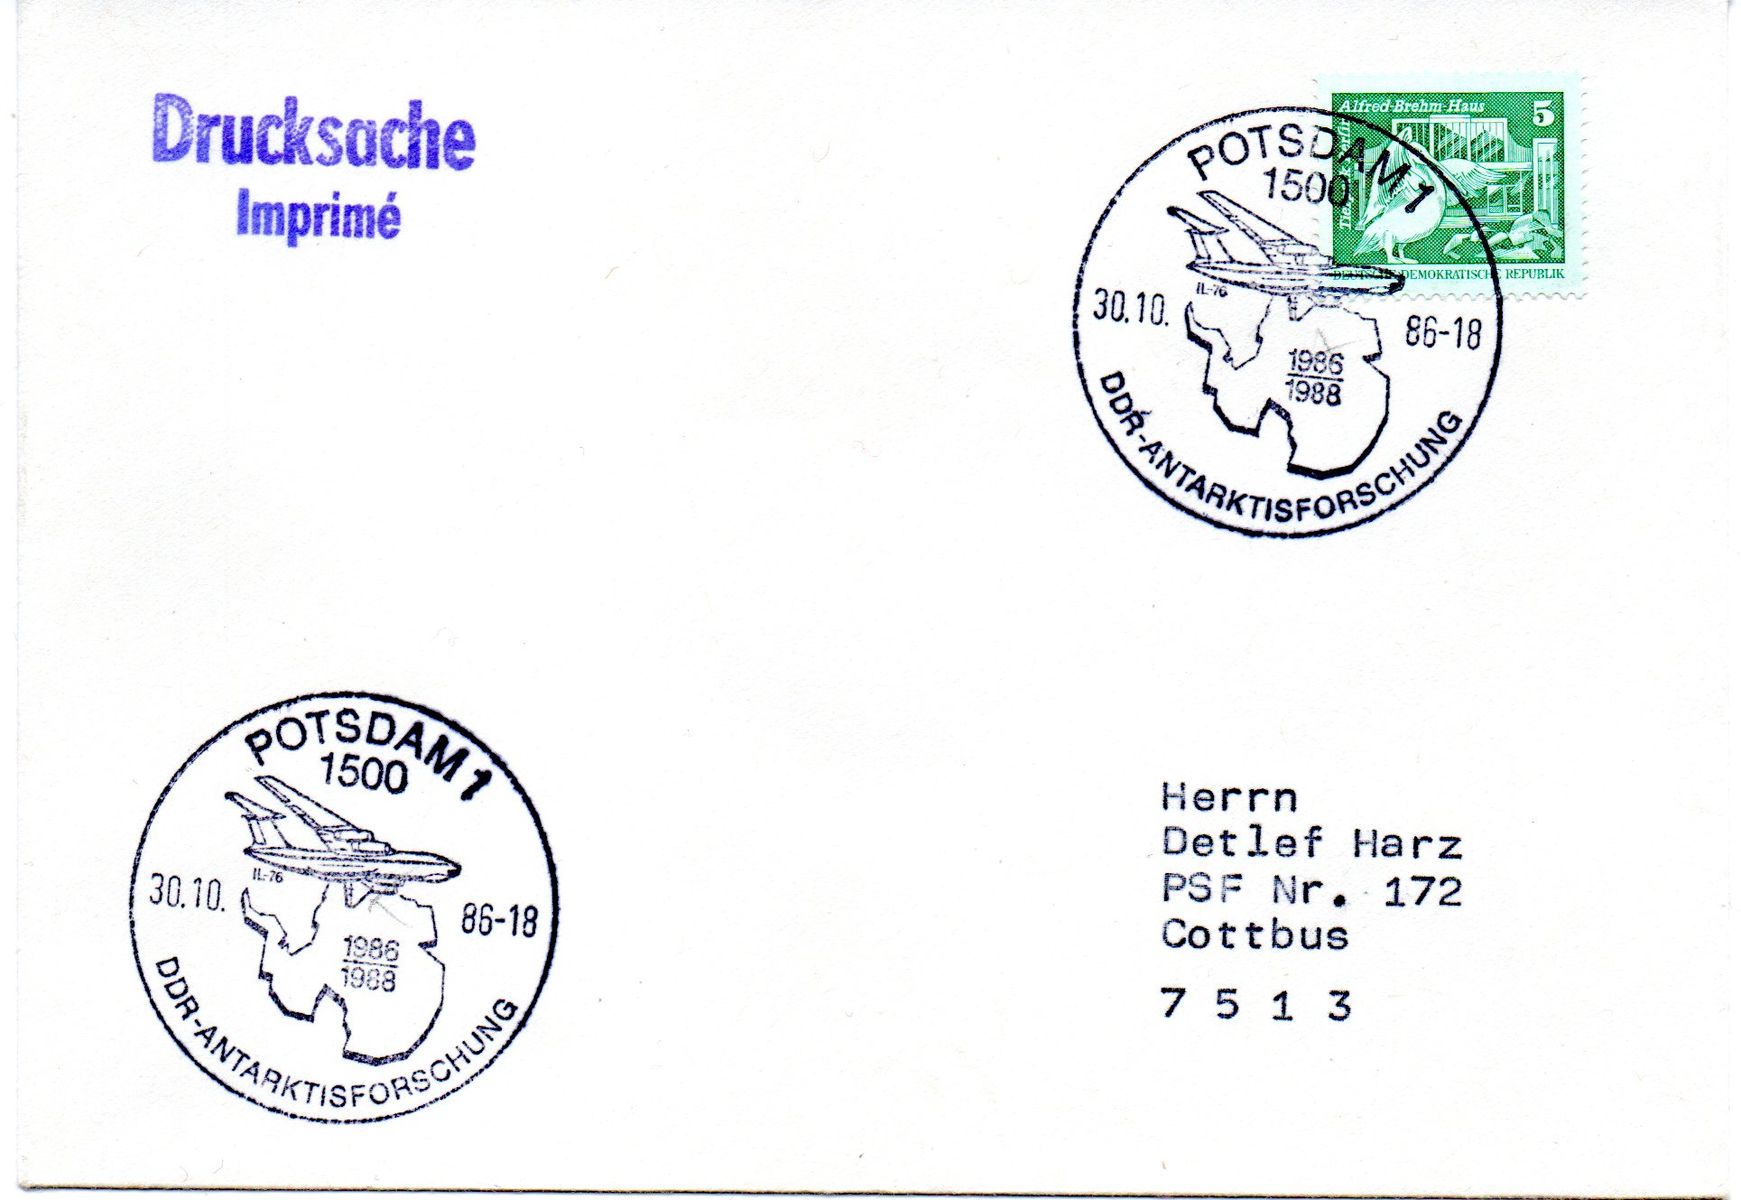 Drucksache
Imprimé
Alfred-Brehm-Haus
5
DEUTSCHE DEMOKRATISCHE REPUBLIK
POTSDAM 1
1500
IL-76
30.10.
86-18
1986
1988
DDR-ANTARKTISFORSCHUNG
POTSDAM 1
1500
IL-76
30.10.
86-18
1986
1988
DDR-ANTARKTISFORSCHUNG
Herrn
Detlef Harz
PSF Nr. 172
Cottbus
7 5 1 3